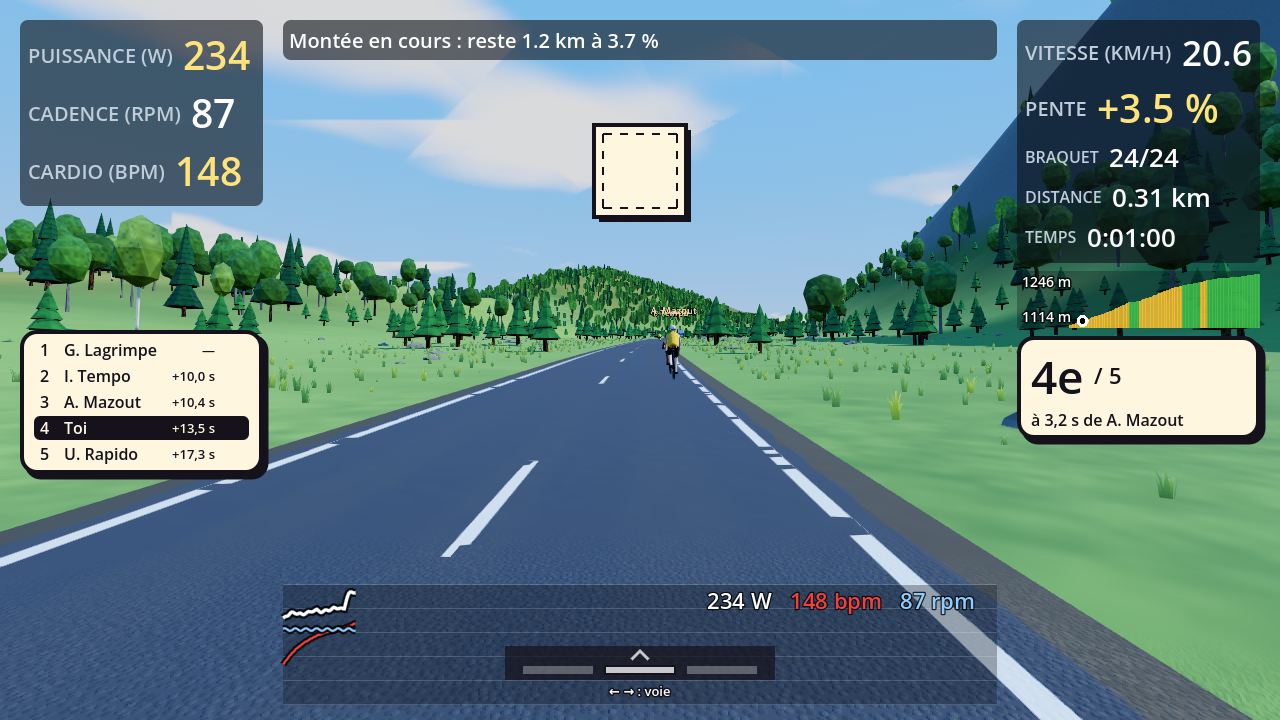 PUISSANCE (W) 234
CADENCE (RPM) 87
CARDIO (BPM) 148
Montée en cours : reste 1.2 km à 3.7 %
VITESSE (KM/H) 20.6
PENTE +3.5 %
BRAQUET 24/24
DISTANCE 0.31 km
TEMPS 0:01:00
1246 m
1114 m
1 G. Lagrimpe —
2 I. Tempo +10,0 s
3 A. Mazout +10,4 s
4 Toi +13,5 s
5 U. Rapido +17,3 s
4e / 5
à 3,2 s de A. Mazout
234 W 148 bpm 87 rpm
← → : voie